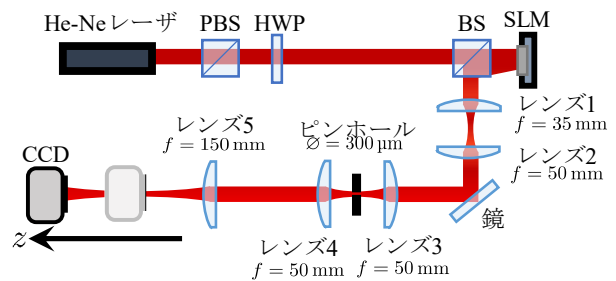 He-Neレーザ
PBS
HWP
BS
SLM
レンズ1
f = 35 mm
レンズ2
f = 50 mm
鏡
レンズ3
f = 50 mm
ピンホール
∅ = 300 µm
レンズ4
f = 50 mm
レンズ5
f = 150 mm
CCD
z